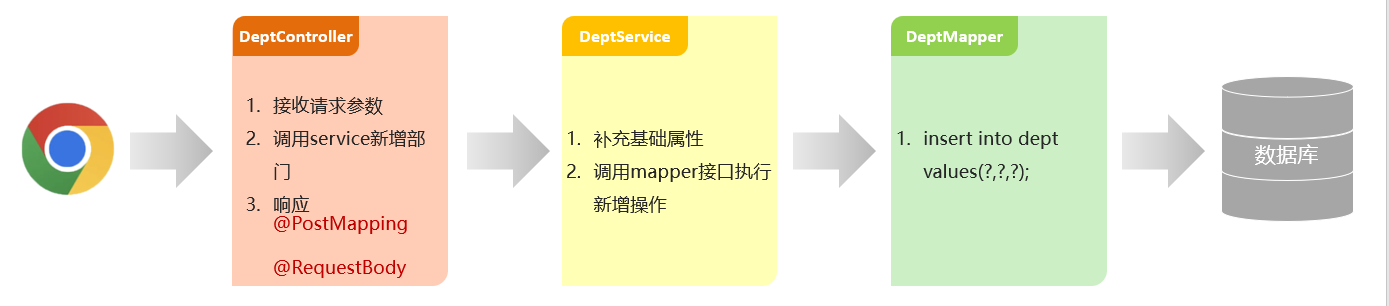 DeptController
1. 接收请求参数
2. 调用service新增部
门
3. 响应
@PostMapping
@RequestBody
DeptService
1. 补充基础属性
2. 调用mapper接口执行
新增操作
DeptMapper
1. insert into dept
values(?,?,?);
数据库